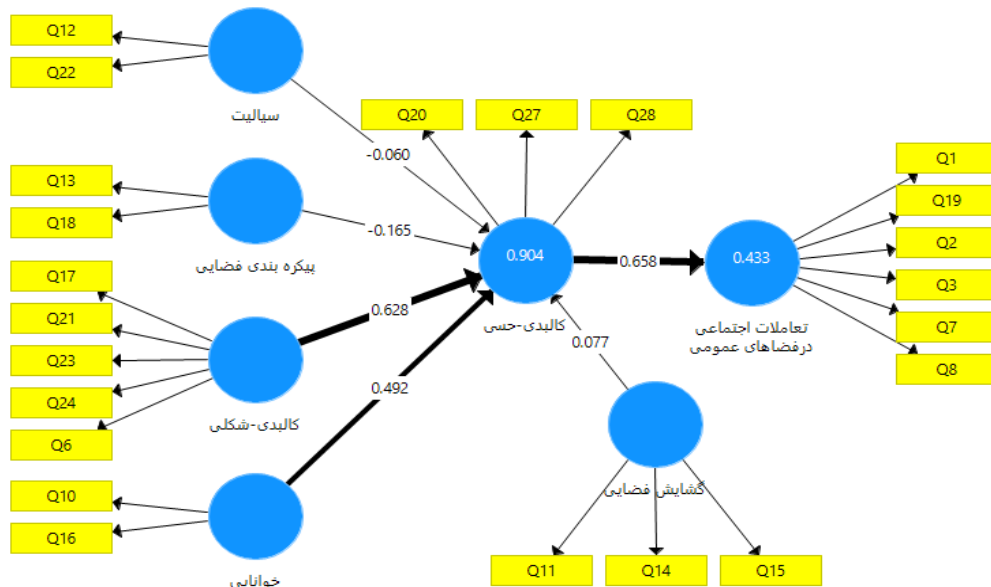 Q12
Q22
سیالیت
-0.060
Q20
Q27
Q28
Q13
Q18
پیکره بندی فضایی
-0.165
Q17
Q21
Q23
Q24
Q6
کالبدی-شکلی
0.628
Q10
Q16
خوانایی
0.492
0.904
کالبدی-حسی
0.658
0.433
تعاملات اجتماعی
درفضاهای عمومی
Q1
Q19
Q2
Q3
Q7
Q8
0.077
گشایش فضایی
Q11
Q14
Q15